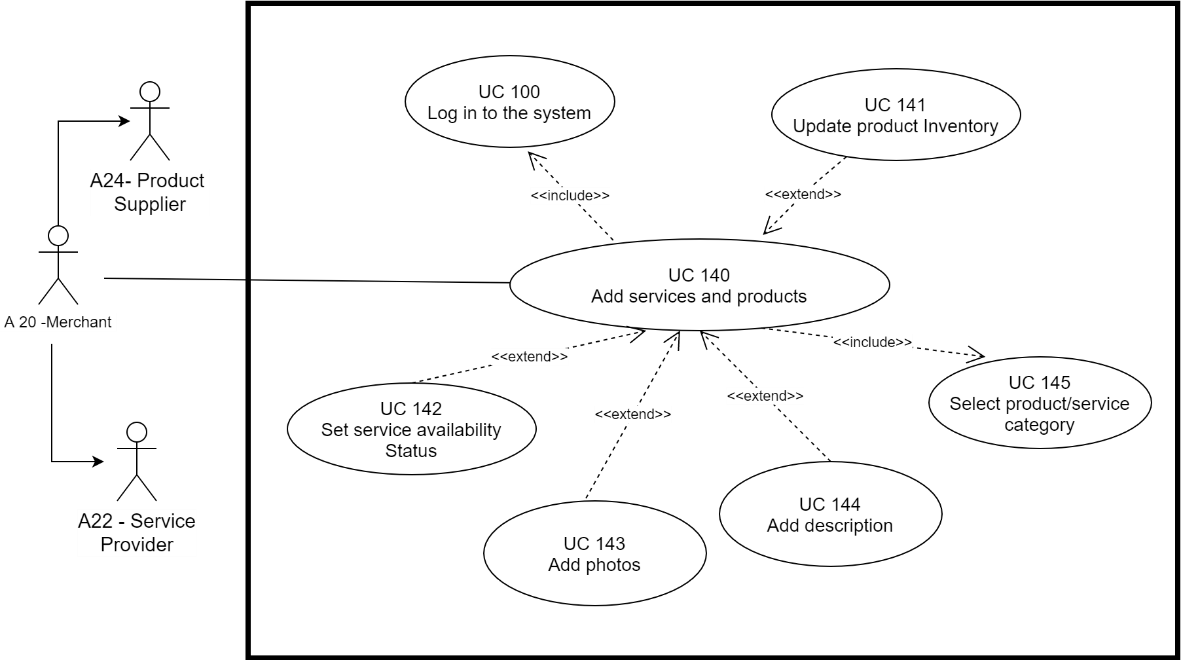 UC 100
Log in to the system
UC 141
Update product Inventory
A24- Product
Supplier
<<include>>
<<extend>>
UC 140
Add services and products
A 20 -Merchant
<<extend>>
<<include>>
UC 142
Set service availability
Status
<<extend>>
<<extend>>
UC 145
Select product/service
category
A22 - Service
Provider
UC 143
Add photos
UC 144
Add description